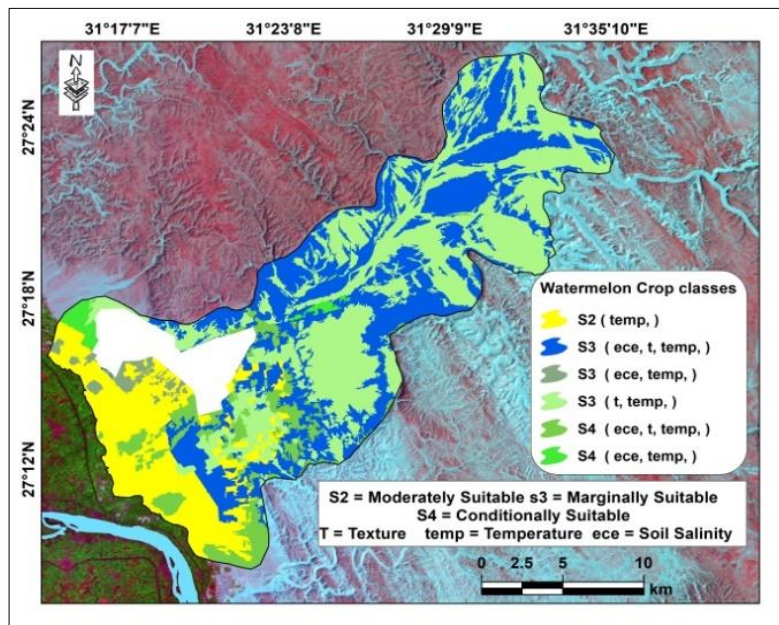 31°17'7"E 31°23'8"E 31°29'9"E 31°35'10"E
N
27°24'N
27°18'N
27°12'N
Watermelon Crop classes
S2 ( temp, )
S3 ( ece, t, temp, )
S3 ( ece, temp, )
S3 ( t, temp, )
S4 ( ece, t, temp, )
S4 ( ece, temp, )
S2 = Moderately Suitable s3 = Marginally Suitable
S4 = Conditionally Suitable
T = Texture temp = Temperature ece = Soil Salinity
0 2.5 5 10
km